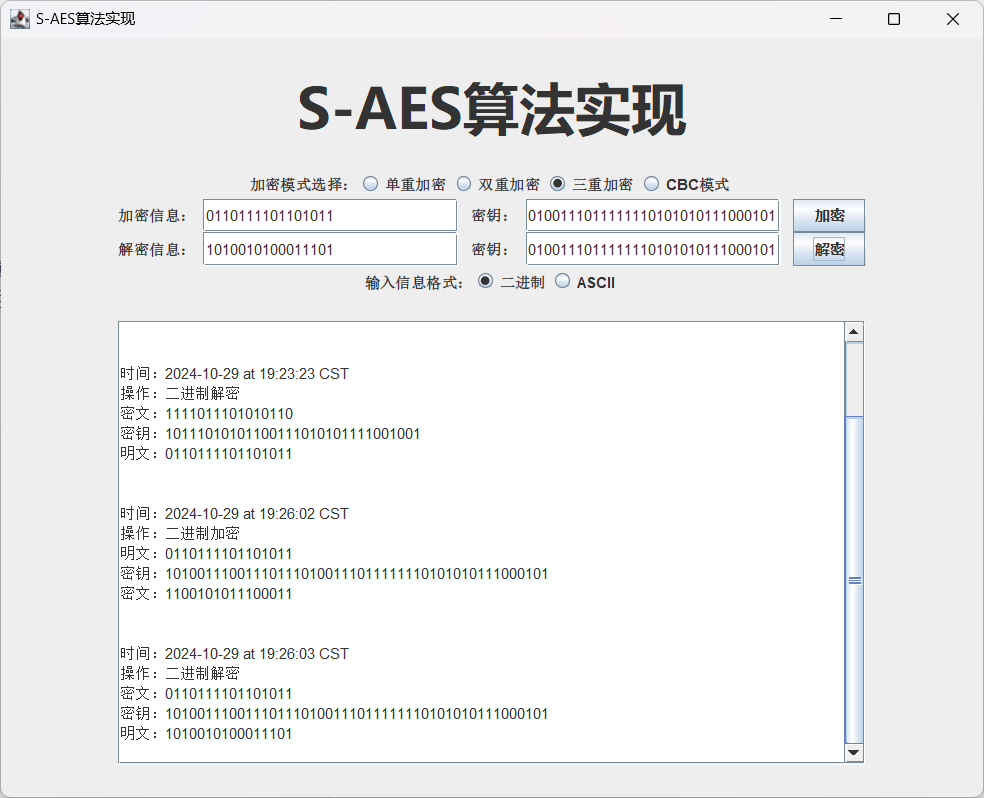 S-AES算法实现
S-AES算法实现
加密模式选择： 单重加密 双重加密 三重加密 CBC模式
加密信息： 0110111101101011 密钥： 01001110111111110101010111000101 加密
解密信息： 1010010100011101 密钥： 01001110111111110101010111000101 解密
输入信息格式： 二进制 ASCII
时间：2024-10-29 at 19:23:23 CST
操作：二进制解密
密文：1111011101010110
密钥：10111010101100111010101111001001
明文：0110111101101011
时间：2024-10-29 at 19:26:02 CST
操作：二进制加密
明文：0110111101101011
密钥：101001110011101110100111011111111010101011​1000101
密文：1100101011100011
时间：2024-10-29 at 19:26:03 CST
操作：二进制解密
密文：0110111101101011
密钥：1010011100111011101001110111111110101010111000101
明文：1010010100011101